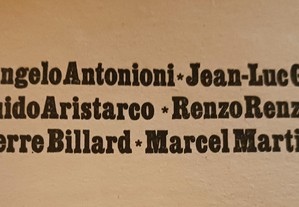 ngelo Antonioni * Jean-Luc G
uido Aristarco * Renzo Renz
erre Billard * Marcel Marti